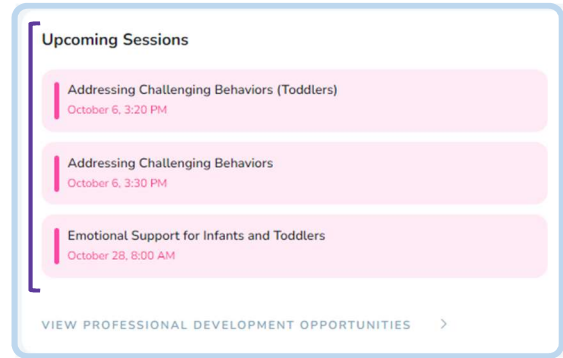 Upcoming Sessions
Addressing Challenging Behaviors (Toddlers)
October 6, 3:20 PM
Addressing Challenging Behaviors
October 6, 3:30 PM
Emotional Support for Infants and Toddlers
October 28, 8:00 AM
VIEW PROFESSIONAL DEVELOPMENT OPPORTUNITIES